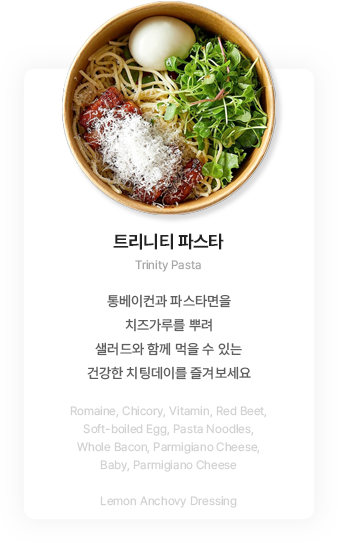 트리니티 파스타
Trinity Pasta
통베이컨과 파스타면을
치즈가루를 뿌려
샐러드와 함께 먹을 수 있는
건강한 치팅데이를 즐겨보세요
Romaine, Chicory, Vitamin, Red Beet,
Soft-boiled Egg, Pasta Noodles,
Whole Bacon, Parmigiano Cheese,
Baby, Parmigiano Cheese
Lemon Anchovy Dressing